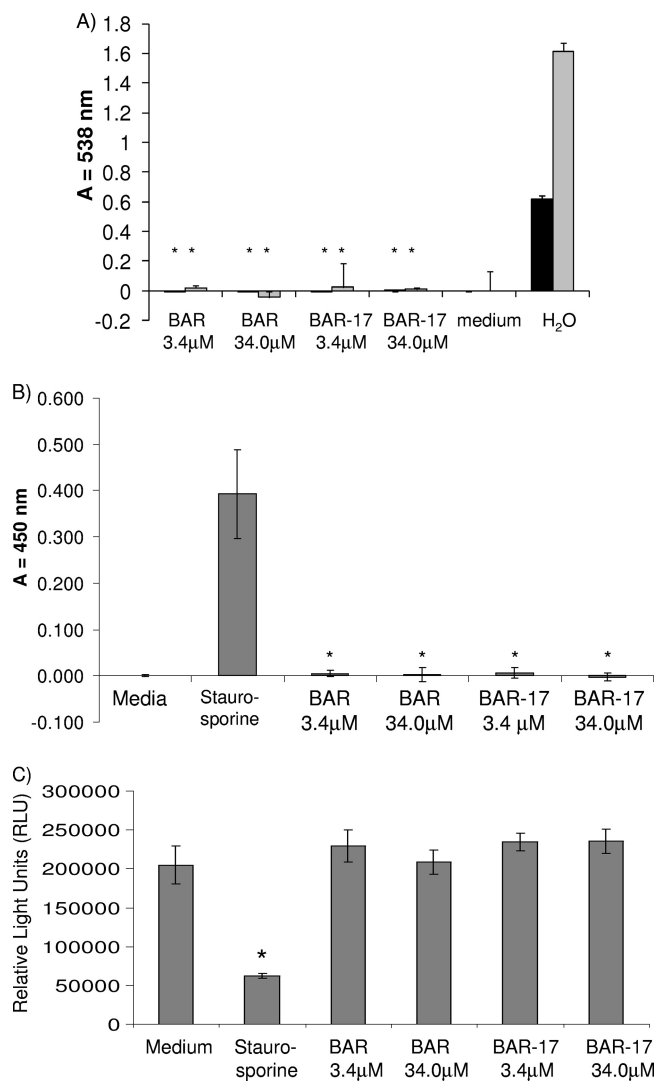 A)
A = 538 nm
1.8
1.6
1.4
1.2
1
0.8
0.6
0.4
0.2
0
-0.2
* * * * * * * *
BAR BAR BAR-17 BAR-17 medium H₂O
3.4µM 34.0µM 3.4µM 34.0µM
B)
A = 450 nm
0.600
0.500
0.400
0.300
0.200
0.100
0.000
-0.100
* * * *
Media Stauro- BAR BAR BAR-17 BAR-17
sporine 3.4µM 34.0µM 3.4 µM 34.0µM
C)
Relative Light Units (RLU)
300000
250000
200000
150000
100000
50000
0
*
Medium Stauro- BAR BAR BAR-17 BAR-17
sporine 3.4µM 34.0µM 3.4µM 34.0µM